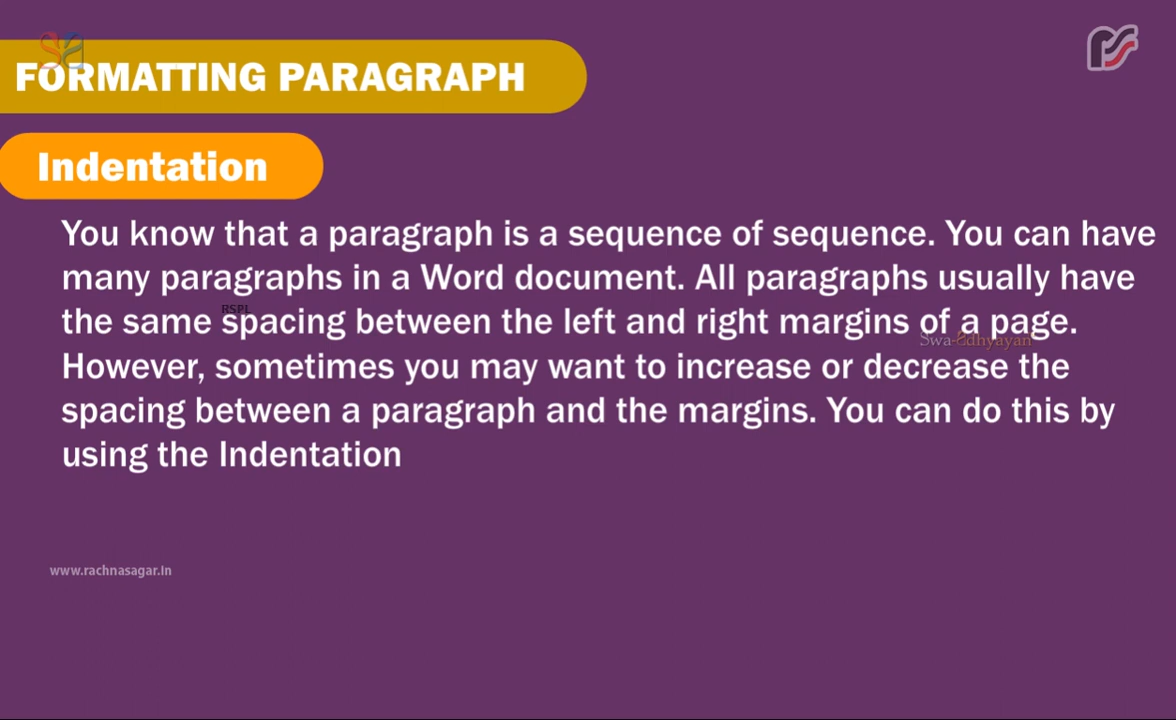 FORMATTING PARAGRAPH
Indentation
You know that a paragraph is a sequence of sequence. You can have
many paragraphs in a Word document. All paragraphs usually have
RSPL
the same spacing between the left and right margins of a page.
Swa-adhyayan
However, sometimes you may want to increase or decrease the
spacing between a paragraph and the margins. You can do this by
using the Indentation
www.rachnasagar.in